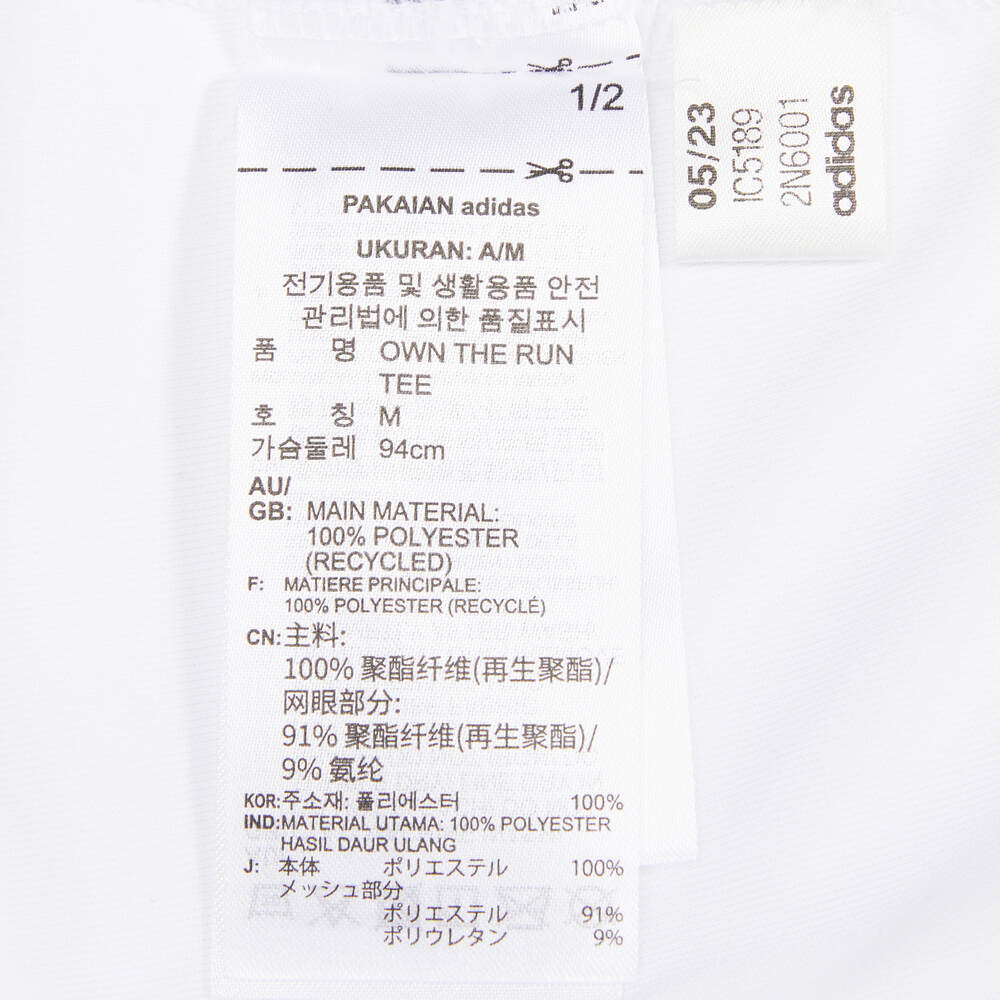 1/2
PAKAIAN adidas
UKURAN: A/M
전기용품 및 생활용품 안전
관리법에 의한 품질표시
품 명 OWN THE RUN
TEE
호 칭 M
가슴둘레 94cm
AU/
GB: MAIN MATERIAL:
100% POLYESTER
(RECYCLED)
F: MATIERE PRINCIPALE:
100% POLYESTER (RECYCLÉ)
CN:主料:
100% 聚酯纤维(再生聚酯)/
网眼部分:
91% 聚酯纤维(再生聚酯)/
9% 氨纶
KOR:주소재: 폴리에스터 100%
IND:MATERIAL UTAMA: 100% POLYESTER
HASIL DAUR ULANG
J: 本体 ポリエステル 100%
メッシュ部分
ポリエステル 91%
ポリウレタン 9%
05/23
IC5189
2N6001
adidas